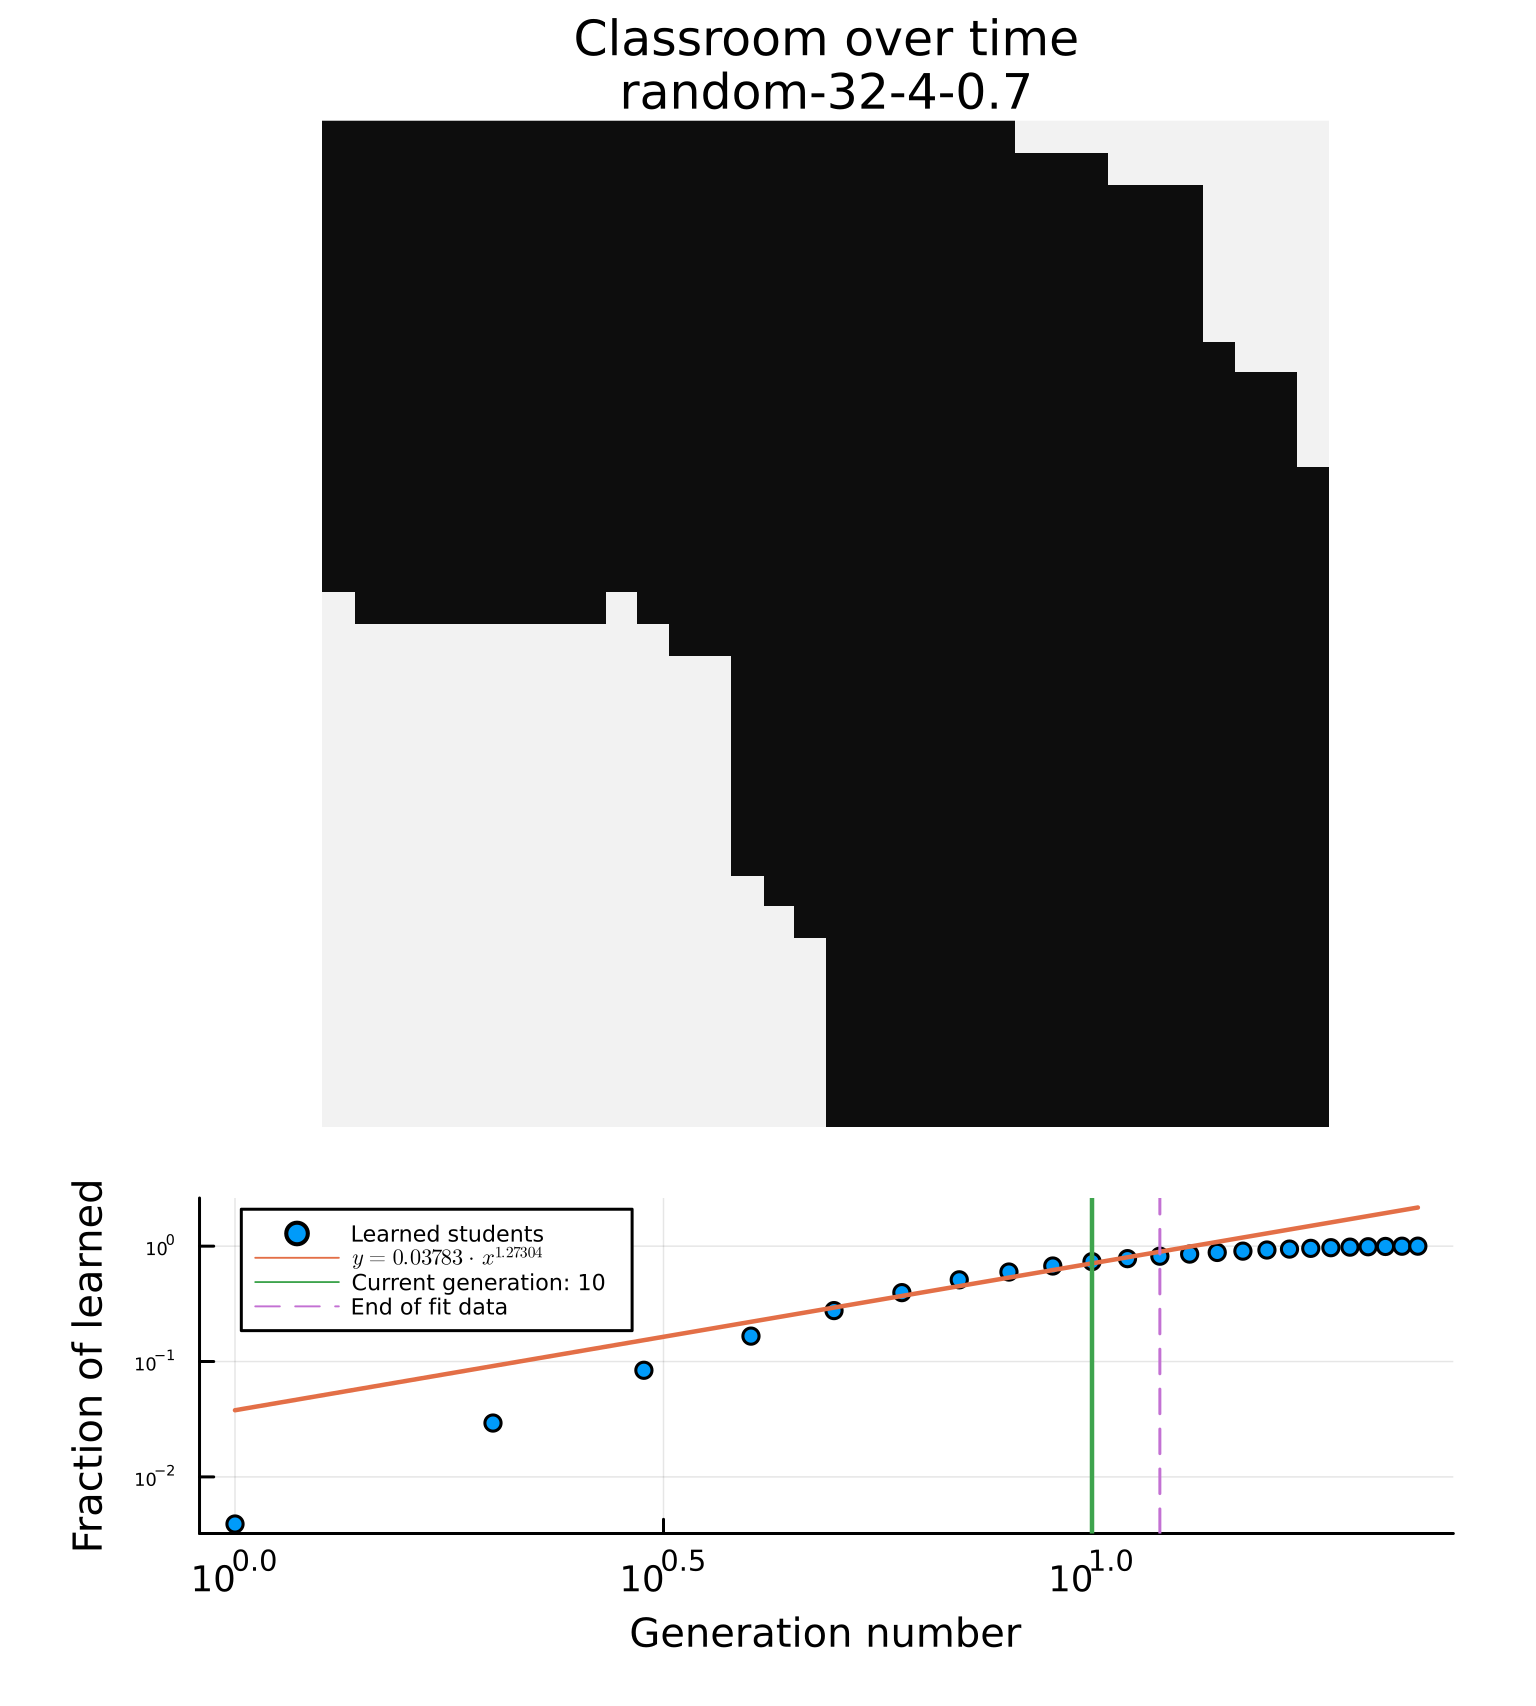 Classroom over time
random-32-4-0.7
Fraction of learned
10^0
10^-1
10^-2
Learned students
y = 0.03783 · x^1.27304
Current generation: 10
End of fit data
10^0.0 10^0.5 10^1.0
Generation number